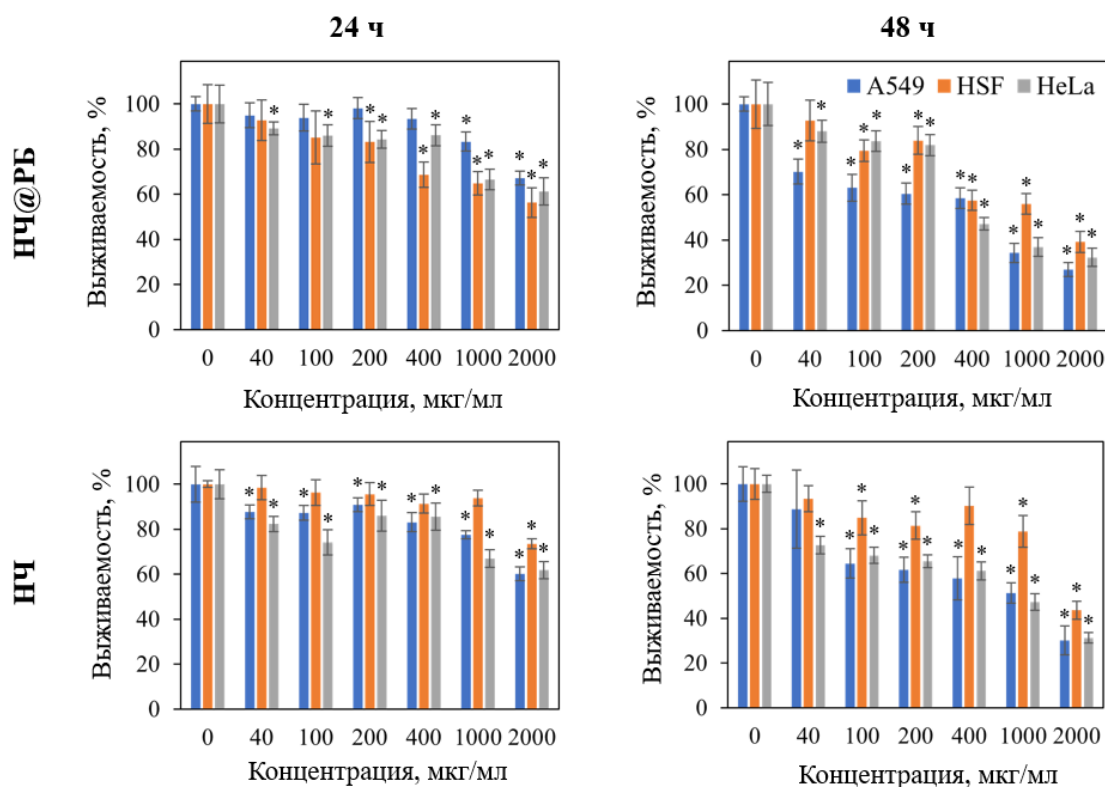 24 ч
48 ч
НЧ@РБ
Выживаемость, %
100
80
60
40
20
0
* * * * * * * * * * * * *
0 40 100 200 400 1000 2000
Концентрация, мкг/мл
Выживаемость, %
100
80
60
40
20
0
A549 HSF HeLa
* * * * * * * * * * * * * * * * *
0 40 100 200 400 1000 2000
Концентрация, мкг/мл
НЧ
Выживаемость, %
100
80
60
40
20
0
* * * * * * * * * * * * *
0 40 100 200 400 1000 2000
Концентрация, мкг/мл
Выживаемость, %
100
80
60
40
20
0
* * * * * * * * * * * * * * *
0 40 100 200 400 1000 2000
Концентрация, мкг/мл